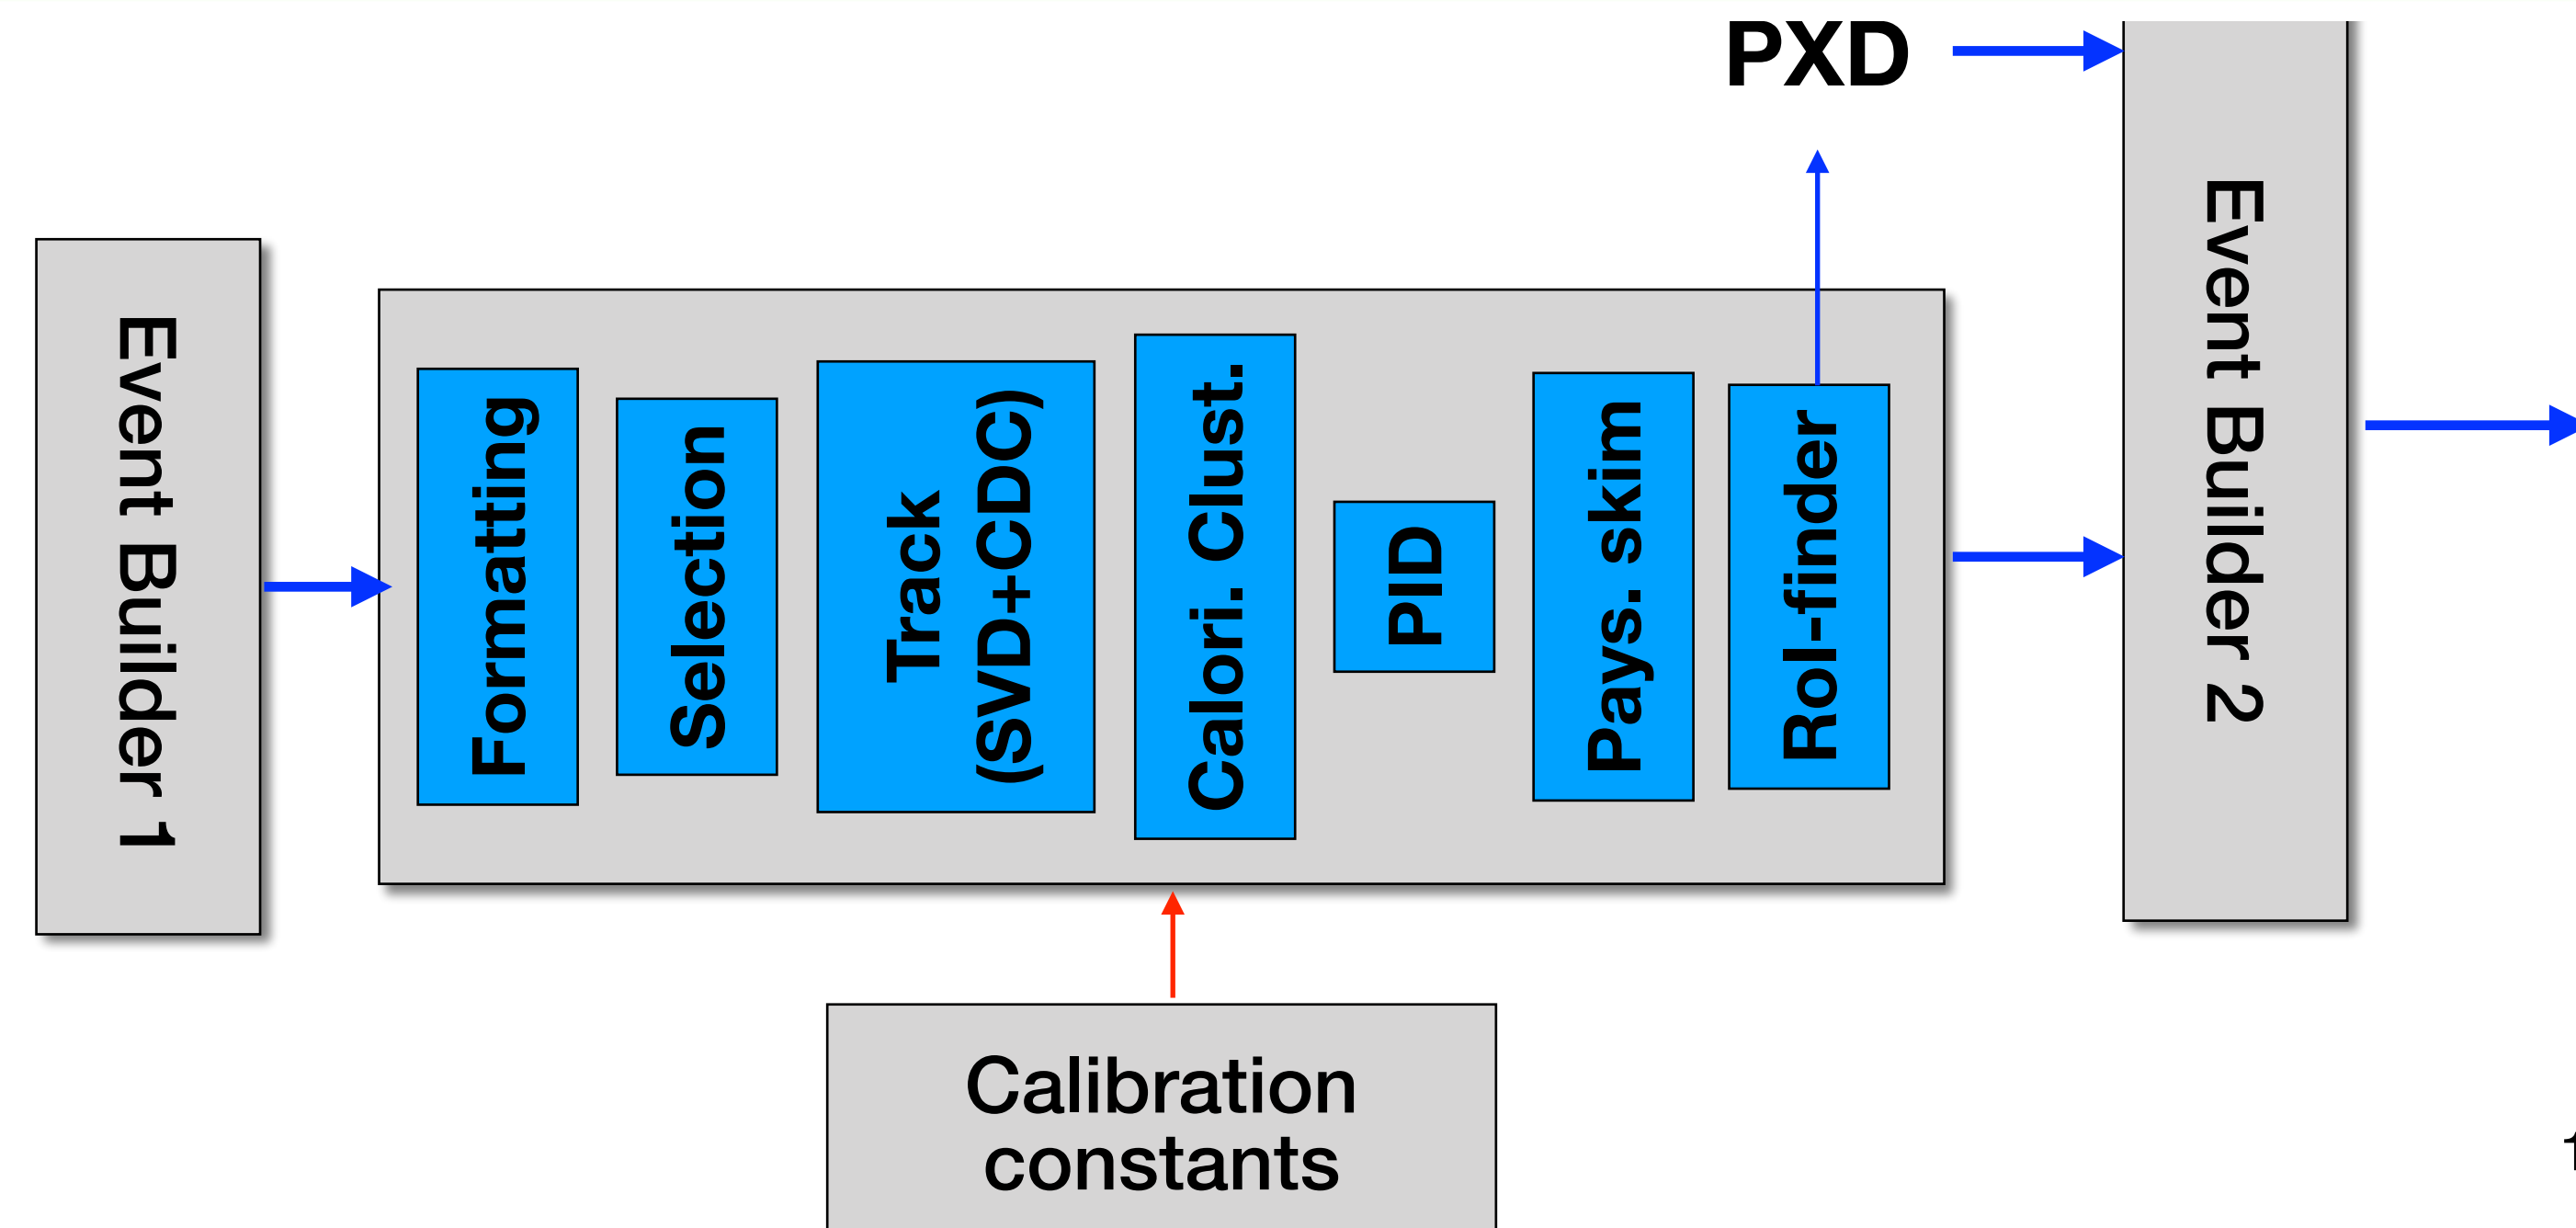 PXD
Event Builder 1
Formatting
Selection
Track
(SVD+CDC)
Calori. Clust.
PID
Pays. skim
RoI-finder
Event Builder 2
Calibration
constants